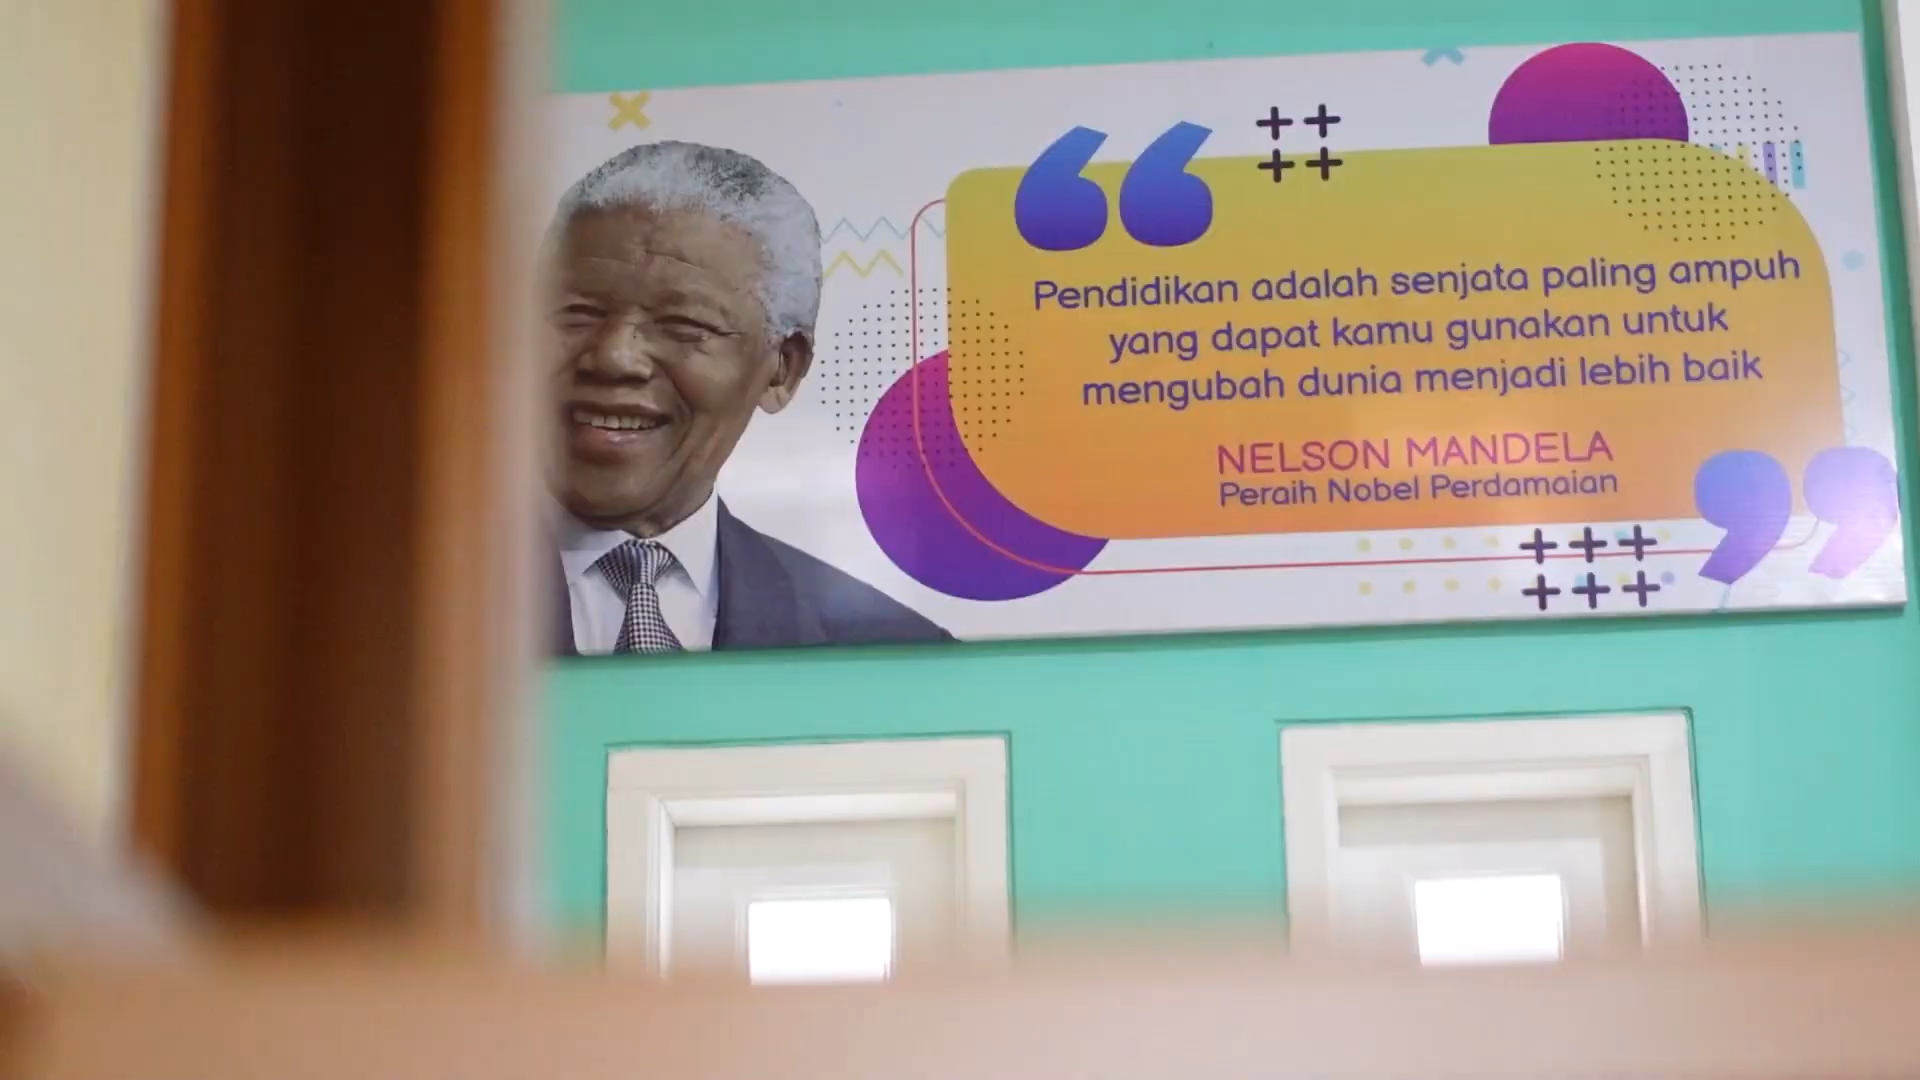 Pendidikan adalah senjata paling ampuh
yang dapat kamu gunakan untuk
mengubah dunia menjadi lebih baik
NELSON MANDELA
Peraih Nobel Perdamaian